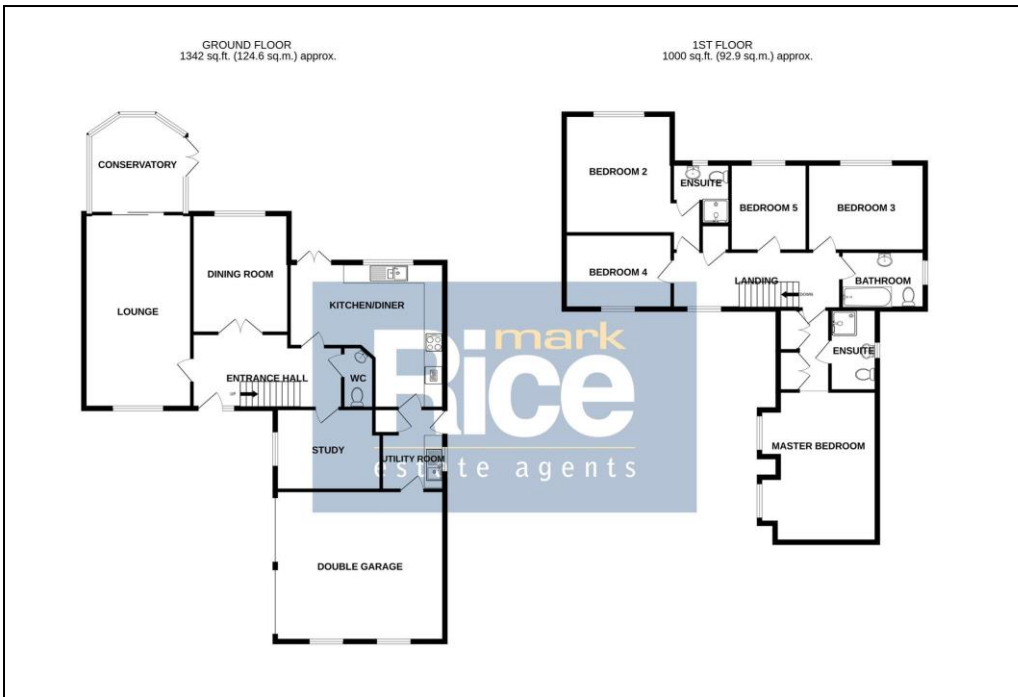 GROUND FLOOR
1342 sq.ft. (124.6 sq.m.) approx.
1ST FLOOR
1000 sq.ft. (92.9 sq.m.) approx.
CONSERVATORY
LOUNGE
DINING ROOM
KITCHEN/DINER
ENTRANCE HALL
UP
WC
STUDY
UTILITY ROOM
DOUBLE GARAGE
BEDROOM 2
ENSUITE
BEDROOM 5
BEDROOM 3
BEDROOM 4
LANDING
DOWN
BATHROOM
ENSUITE
MASTER BEDROOM
mark
Rice
estate agents